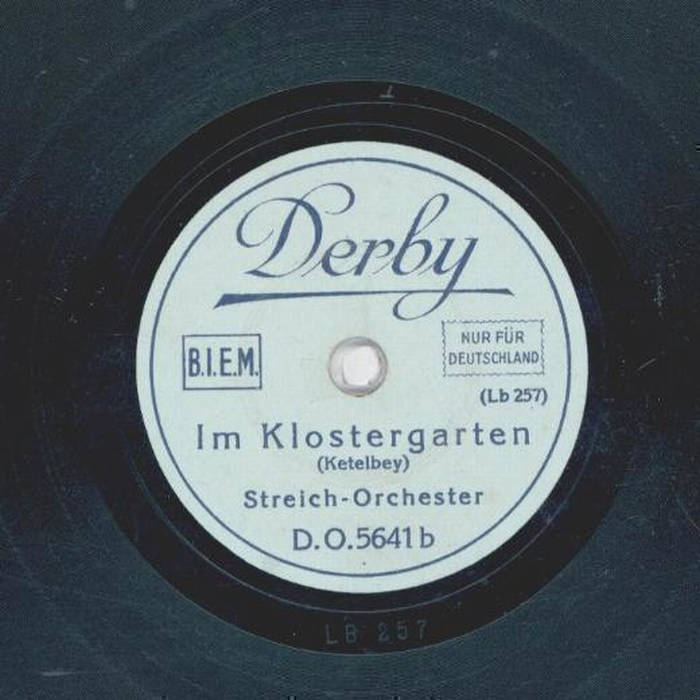 Derby
B.I.E.M.
NUR FÜR
DEUTSCHLAND
(Lb 257)
Im Klostergarten
(Ketelbey)
Streich-Orchester
D.O.5641b
LB 257